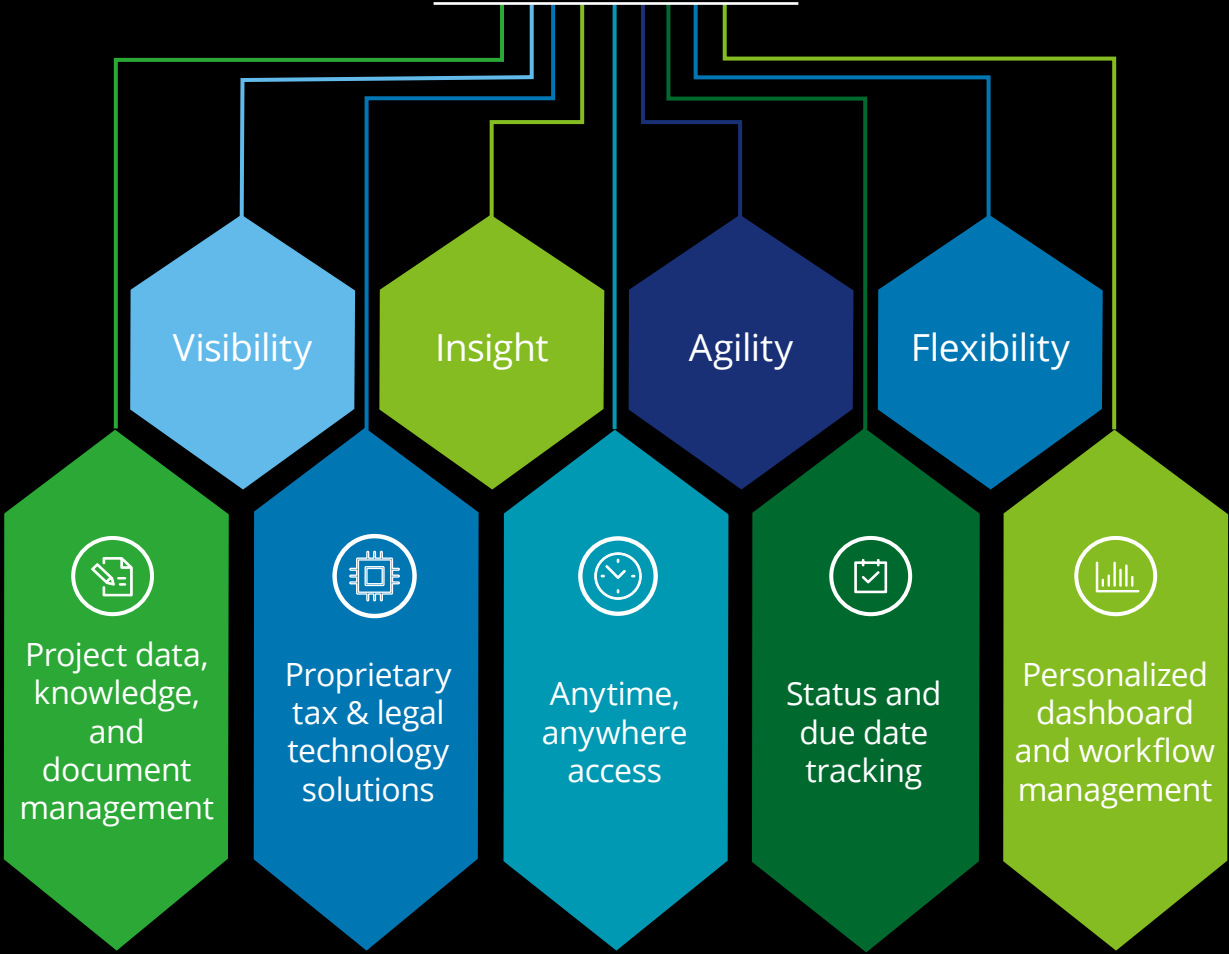 Visibility
Insight
Agility
Flexibility
Project data,
knowledge,
and
document
management
Proprietary
tax & legal
technology
solutions
Anytime,
anywhere
access
Status and
due date
tracking
Personalized
dashboard
and workflow
management